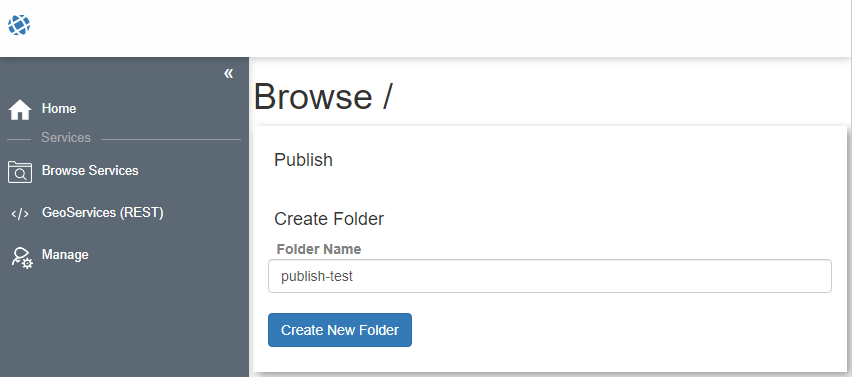 «
Home
Services
Browse Services
</> GeoServices (REST)
Manage
Browse /
Publish
Create Folder
Folder Name
publish-test
Create New Folder